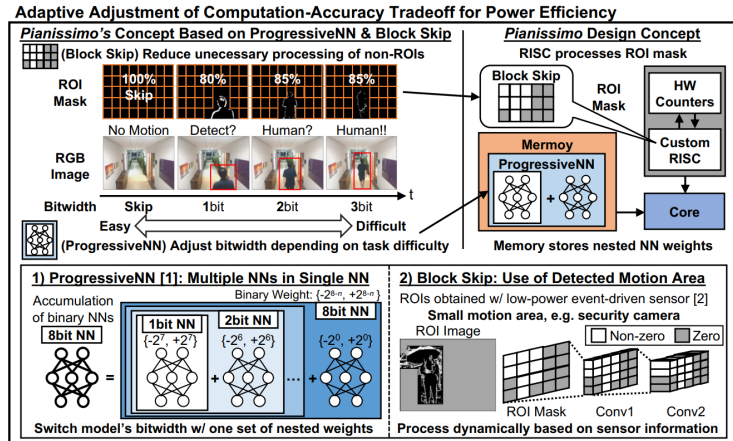 Adaptive Adjustment of Computation-Accuracy Tradeoff for Power Efficiency
Pianissimo's Concept Based on ProgressiveNN & Block Skip
(Block Skip) Reduce unecessary processing of non-ROIs
ROI
Mask
100%
Skip
80%
85%
85%
No Motion
Detect?
Human?
Human!!
RGB
Image
t
Bitwidth
Skip
1bit
2bit
3bit
Easy
Difficult
(ProgressiveNN) Adjust bitwidth depending on task difficulty
Pianissimo Design Concept
RISC processes ROI mask
Block Skip
ROI
Mask
HW
Counters
Custom
RISC
Mermoy
ProgressiveNN
+
Core
Memory stores nested NN weights
1) ProgressiveNN [1]: Multiple NNs in Single NN
Binary Weight: {-2^8-n, +2^8-n}
Accumulation
of binary NNs
8bit NN
=
1bit NN
{-2^7, +2^7}
+
2bit NN
{-2^6, +2^6}
...
+
8bit NN
{-2^0, +2^0}
Switch model's bitwidth w/ one set of nested weights
2) Block Skip: Use of Detected Motion Area
ROIs obtained w/ low-power event-driven sensor [2]
Small motion area, e.g. security camera
ROI Image
Non-zero
Zero
ROI Mask
Conv1
Conv2
Process dynamically based on sensor information